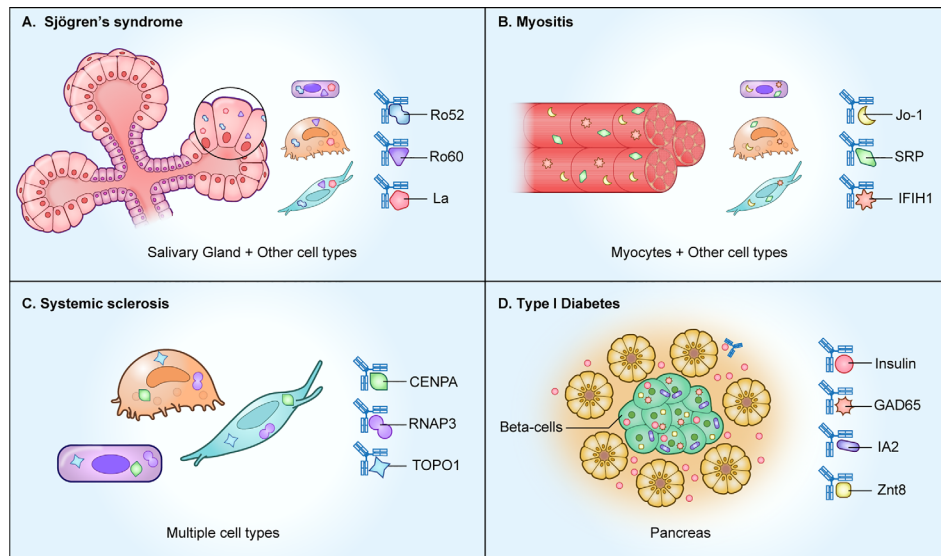 A. Sjögren's syndrome
Ro52
Ro60
La
Salivary Gland + Other cell types
B. Myositis
Jo-1
SRP
IFIH1
Myocytes + Other cell types
C. Systemic sclerosis
CENPA
RNAP3
TOPO1
Multiple cell types
D. Type I Diabetes
Beta-cells
Insulin
GAD65
IA2
Znt8
Pancreas